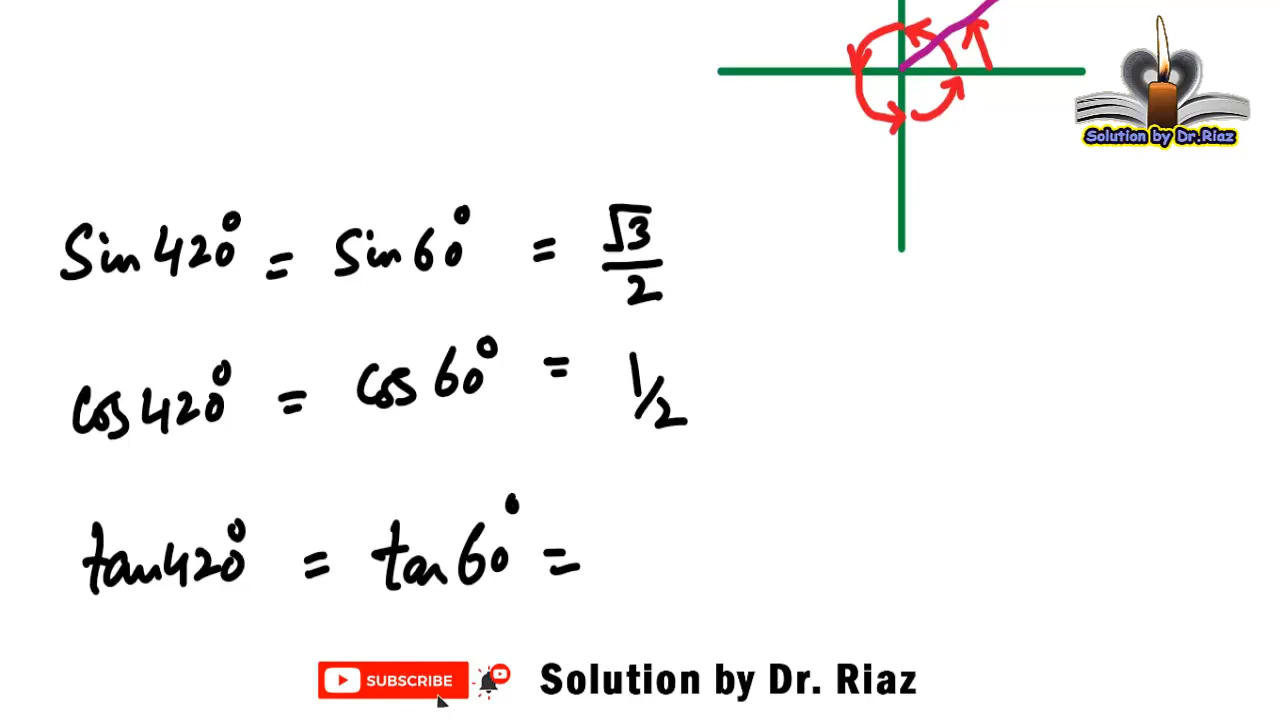 Solution by Dr.Riaz
Sin 420° = Sin 60° = √3/2
Cos 420° = Cos 60° = 1/2
tan 420° = tan 60° =
SUBSCRIBE
Solution by Dr. Riaz